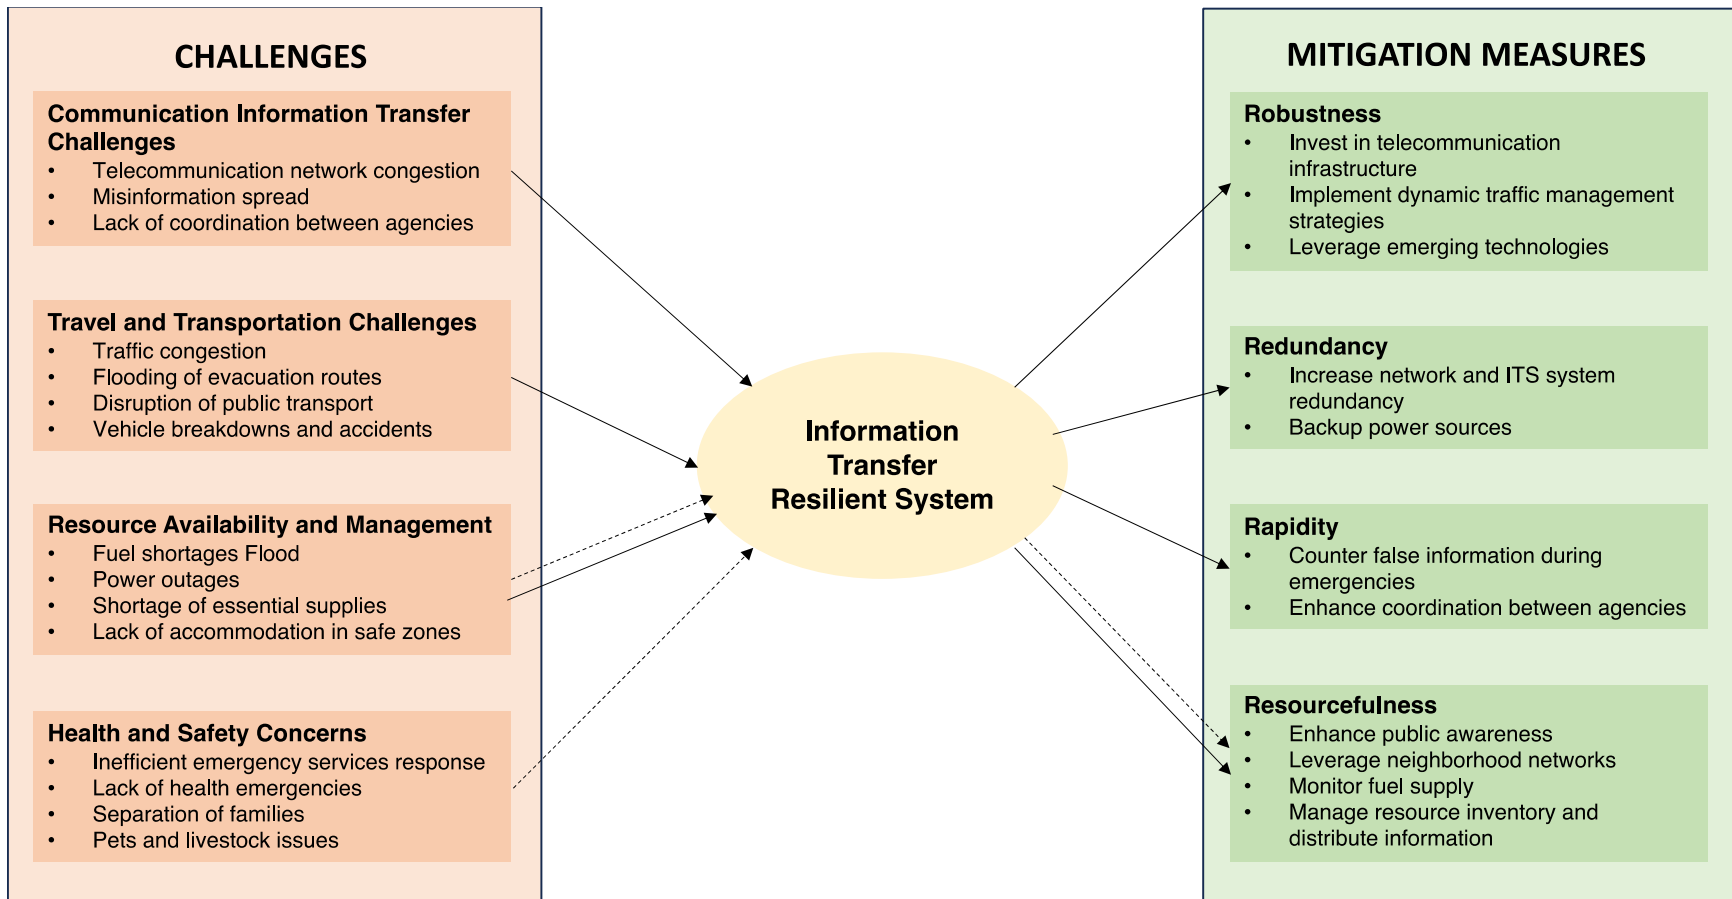 CHALLENGES
Communication Information Transfer
Challenges
• Telecommunication network congestion
• Misinformation spread
• Lack of coordination between agencies
Travel and Transportation Challenges
• Traffic congestion
• Flooding of evacuation routes
• Disruption of public transport
• Vehicle breakdowns and accidents
Resource Availability and Management
• Fuel shortages Flood
• Power outages
• Shortage of essential supplies
• Lack of accommodation in safe zones
Health and Safety Concerns
• Inefficient emergency services response
• Lack of health emergencies
• Separation of families
• Pets and livestock issues
Information
Transfer
Resilient System
MITIGATION MEASURES
Robustness
• Invest in telecommunication
infrastructure
• Implement dynamic traffic management
strategies
• Leverage emerging technologies
Redundancy
• Increase network and ITS system
redundancy
• Backup power sources
Rapidity
• Counter false information during
emergencies
• Enhance coordination between agencies
Resourcefulness
• Enhance public awareness
• Leverage neighborhood networks
• Monitor fuel supply
• Manage resource inventory and
distribute information